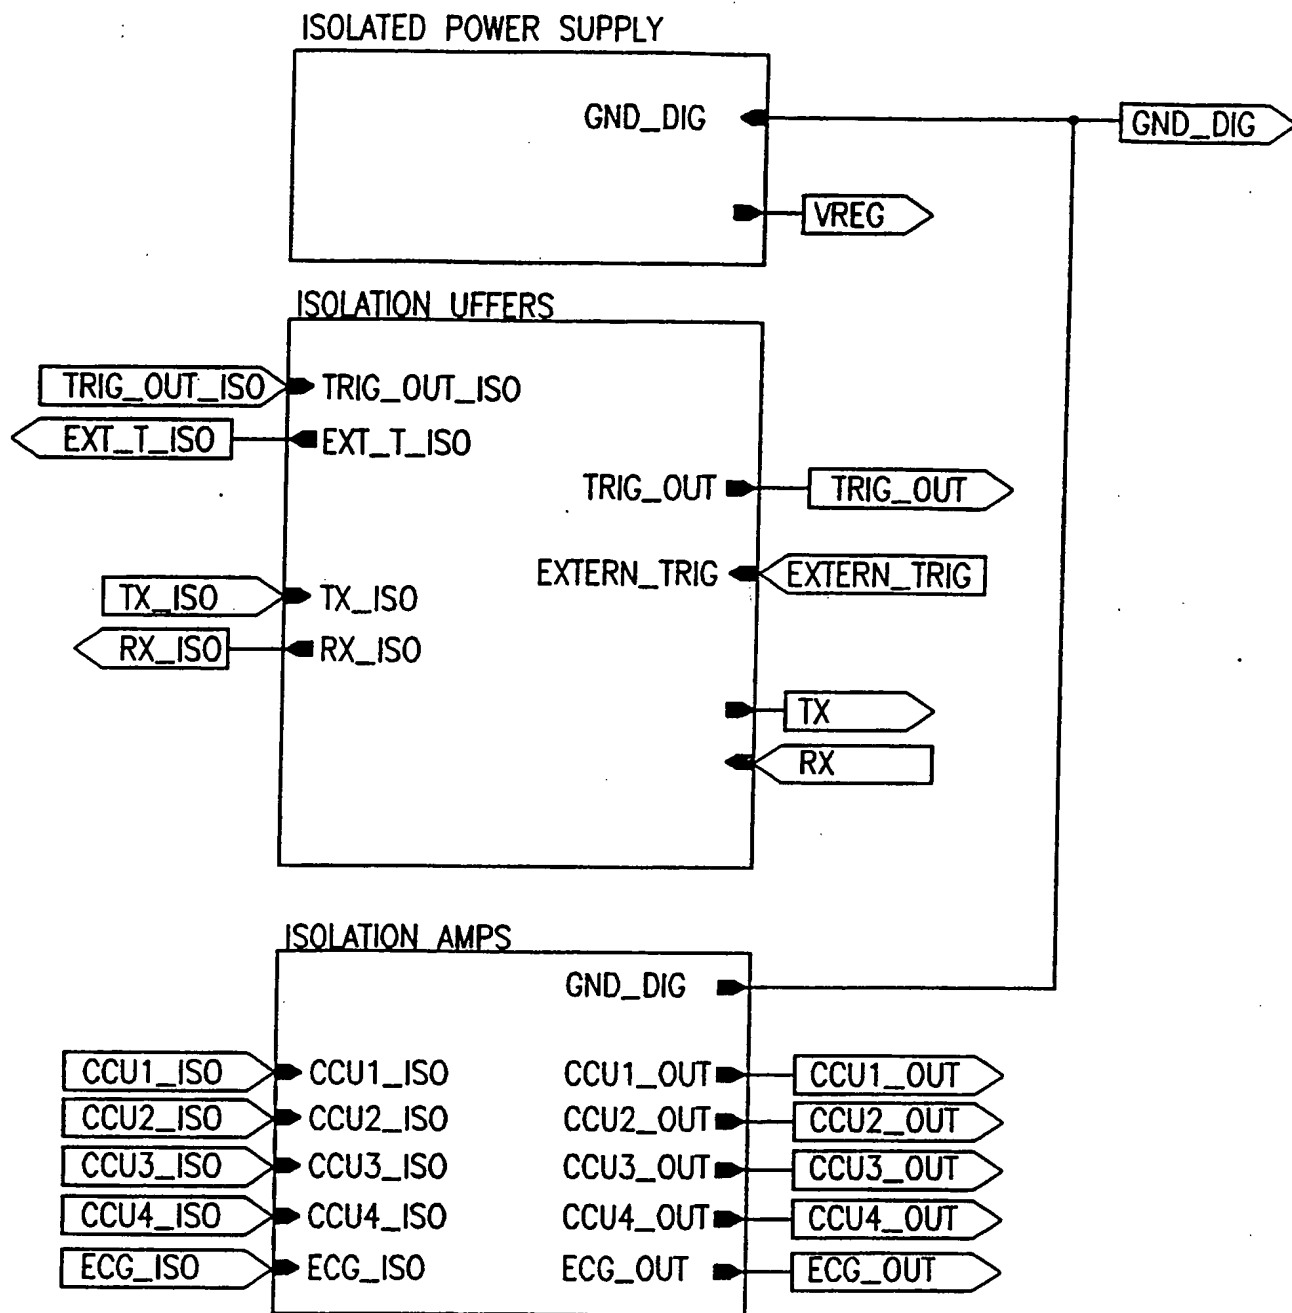 ISOLATED POWER SUPPLY
GND_DIG
GND_DIG
VREG
ISOLATION UFFERS
TRIG_OUT_ISO
TRIG_OUT_ISO
EXT_T_ISO
EXT_T_ISO
TRIG_OUT
TRIG_OUT
EXTERN_TRIG
EXTERN_TRIG
TX_ISO
TX_ISO
RX_ISO
RX_ISO
TX
RX
ISOLATION AMPS
GND_DIG
CCU1_ISO
CCU1_ISO
CCU1_OUT
CCU1_OUT
CCU2_ISO
CCU2_ISO
CCU2_OUT
CCU2_OUT
CCU3_ISO
CCU3_ISO
CCU3_OUT
CCU3_OUT
CCU4_ISO
CCU4_ISO
CCU4_OUT
CCU4_OUT
ECG_ISO
ECG_ISO
ECG_OUT
ECG_OUT